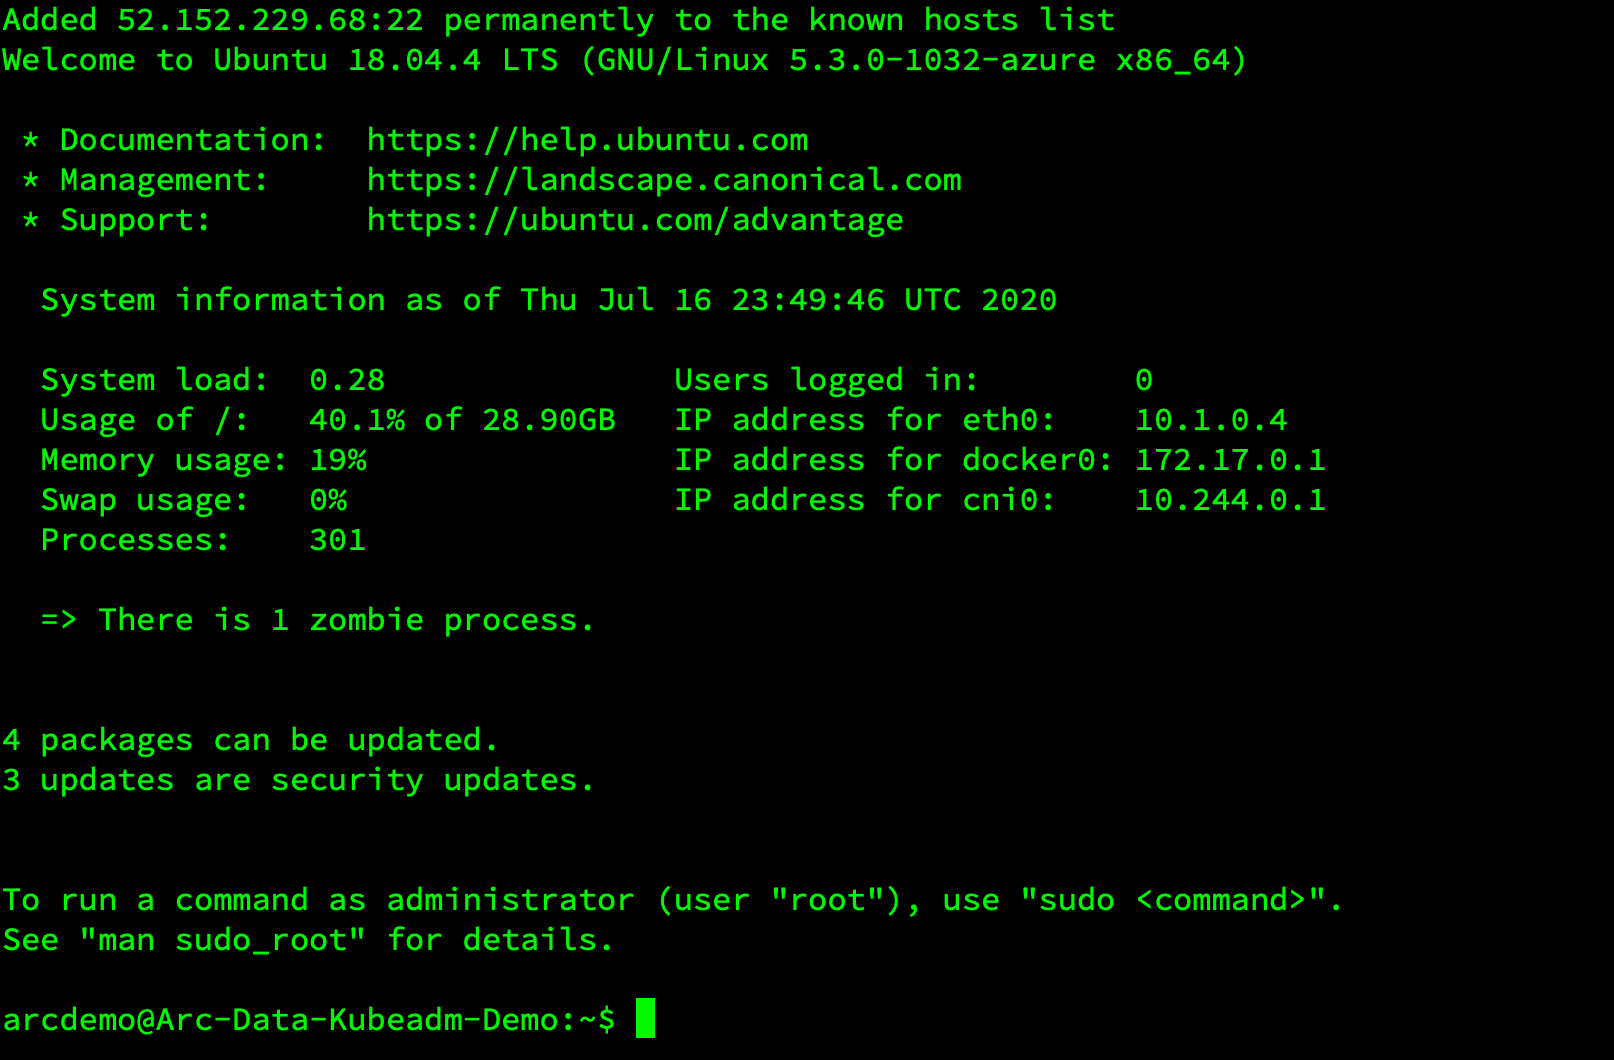 Added 52.152.229.68:22 permanently to the known hosts list
Welcome to Ubuntu 18.04.4 LTS (GNU/Linux 5.3.0-1032-azure x86_64)
* Documentation:  https://help.ubuntu.com
* Management:     https://landscape.canonical.com
* Support:        https://ubuntu.com/advantage
System information as of Thu Jul 16 23:49:46 UTC 2020
System load:  0.28               Users logged in:        0
Usage of /:   40.1% of 28.90GB   IP address for eth0:    10.1.0.4
Memory usage: 19%                IP address for docker0: 172.17.0.1
Swap usage:   0%                 IP address for cni0:    10.244.0.1
Processes:    301
=> There is 1 zombie process.
4 packages can be updated.
3 updates are security updates.
To run a command as administrator (user "root"), use "sudo <command>".
See "man sudo_root" for details.
arcdemo@Arc-Data-Kubeadm-Demo:~$